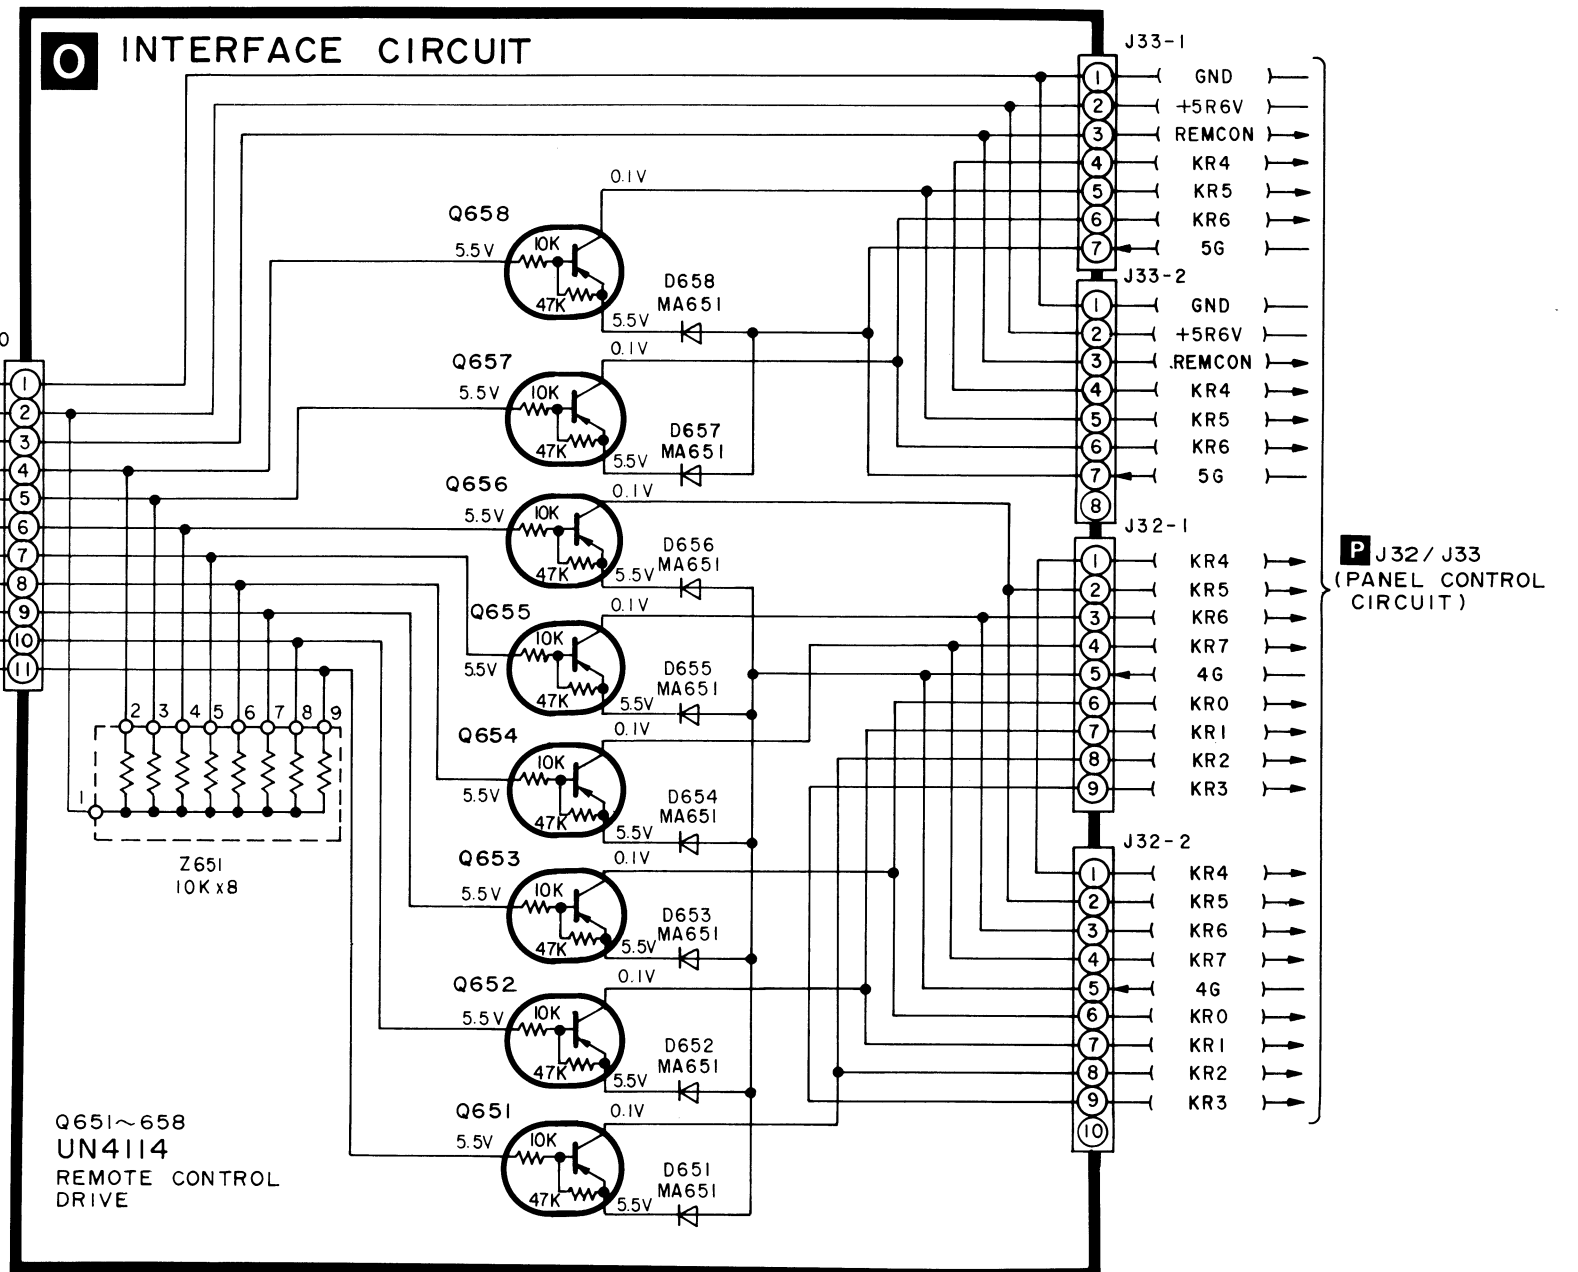 O INTERFACE CIRCUIT
J33-1
1 GND
2 +5R6V
3 REMCON
4 KR4
5 KR5
6 KR6
7 5G
J33-2
1 GND
2 +5R6V
3 REMCON
4 KR4
5 KR5
6 KR6
7 5G
8
J32-1
1 KR4
2 KR5
3 KR6
4 KR7
5 4G
6 KR0
7 KR1
8 KR2
9 KR3
J32-2
1 KR4
2 KR5
3 KR6
4 KR7
5 4G
6 KR0
7 KR1
8 KR2
9 KR3
10
P J32/J33
(PANEL CONTROL
CIRCUIT)
0
1
2
3
4
5
6
7
8
9
10
11
Q658
0.1V
5.5V
10K
47K
5.5V
D658
MA651
Q657
0.1V
5.5V
10K
47K
5.5V
D657
MA651
Q656
0.1V
5.5V
10K
47K
5.5V
D656
MA651
Q655
0.1V
5.5V
10K
47K
5.5V
D655
MA651
Q654
0.1V
5.5V
10K
47K
5.5V
D654
MA651
Q653
0.1V
5.5V
10K
47K
5.5V
D653
MA651
Q652
0.1V
5.5V
10K
47K
5.5V
D652
MA651
Q651
0.1V
5.5V
10K
47K
5.5V
D651
MA651
2 3 4 5 6 7 8 9
1
Z651
10Kx8
Q651~658
UN4114
REMOTE CONTROL
DRIVE